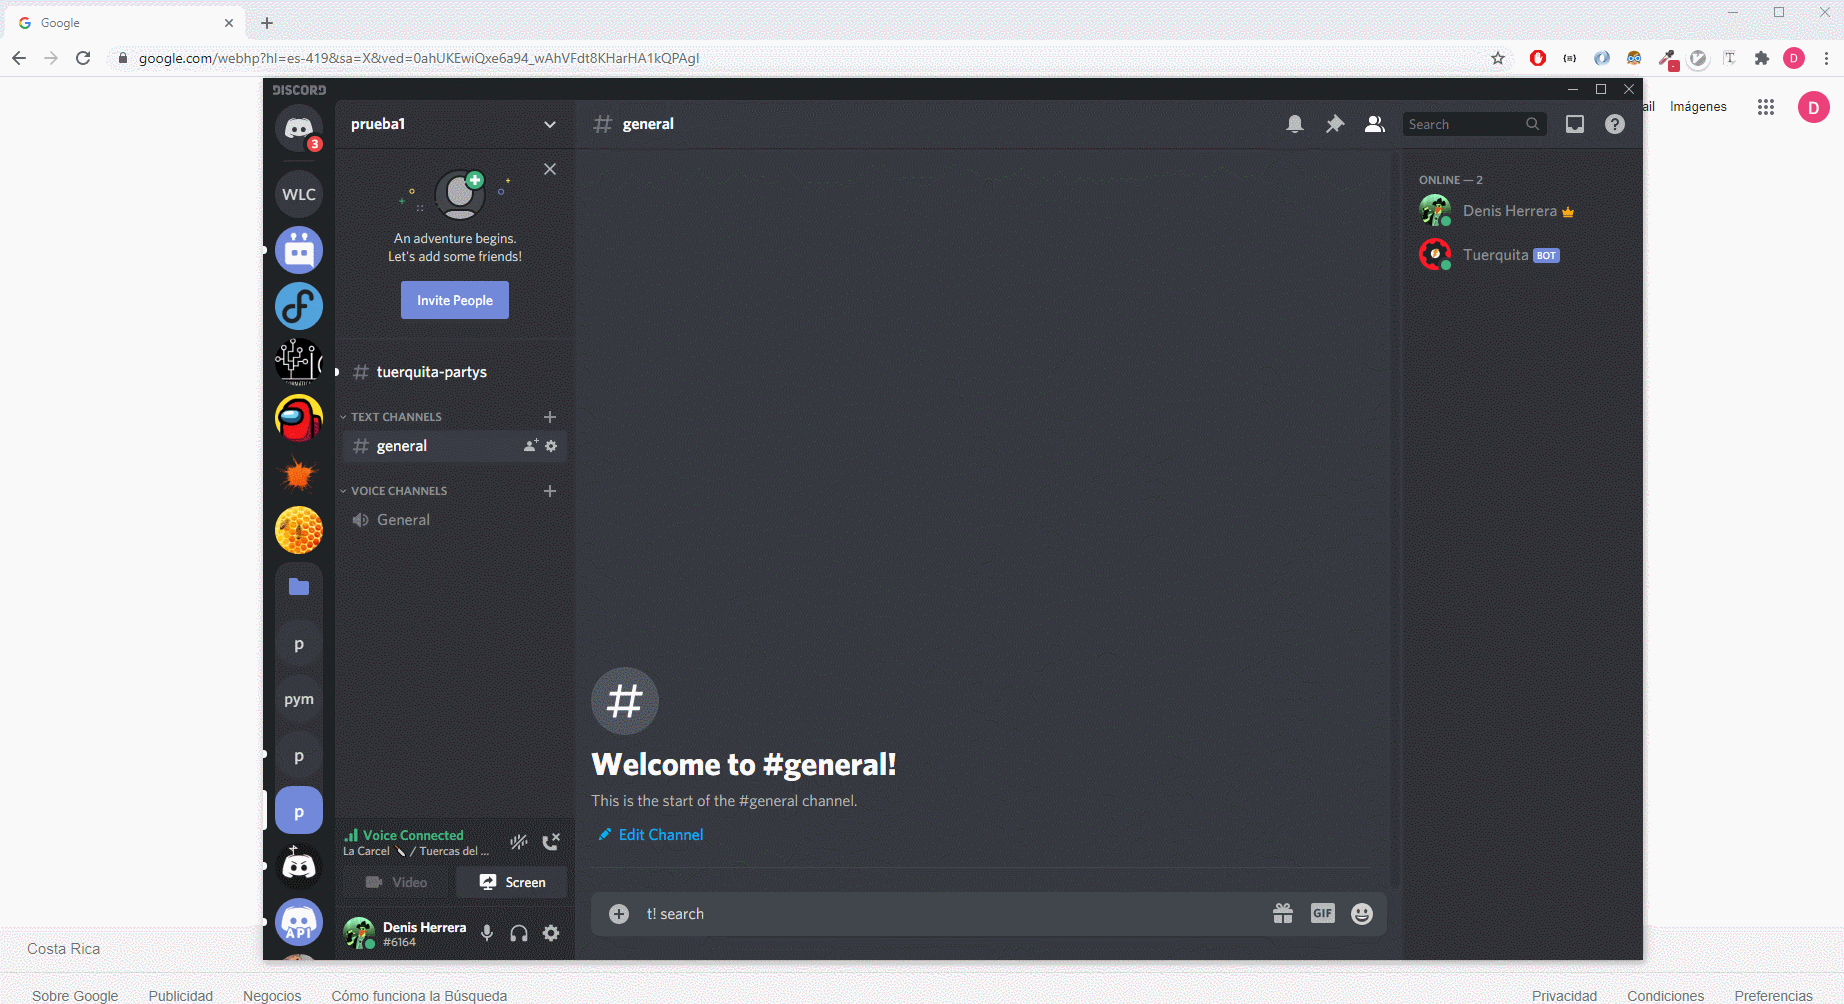 Google
google.com/webhp?hl=es-419&sa=X&ved=0ahUKEwiQxe6a94_wAhVFdt8KHarHA1kQPAgI
D
ail Imágenes
D
DISCORD
3
WLC
p
pym
p
p
API
prueba1
An adventure begins.
Let's add some friends!
Invite People
tuerquita-partys
TEXT CHANNELS
# general
VOICE CHANNELS
General
Voice Connected
La Carcel / Tuercas del ...
Video Screen
Denis Herrera
#6164
# general
Search
#
Welcome to #general!
This is the start of the #general channel.
Edit Channel
t! search
GIF
ONLINE — 2
Denis Herrera
Tuerquita BOT
Costa Rica
Sobre Google Publicidad Negocios Cómo funciona la Búsqueda
Privacidad Condiciones Preferencias